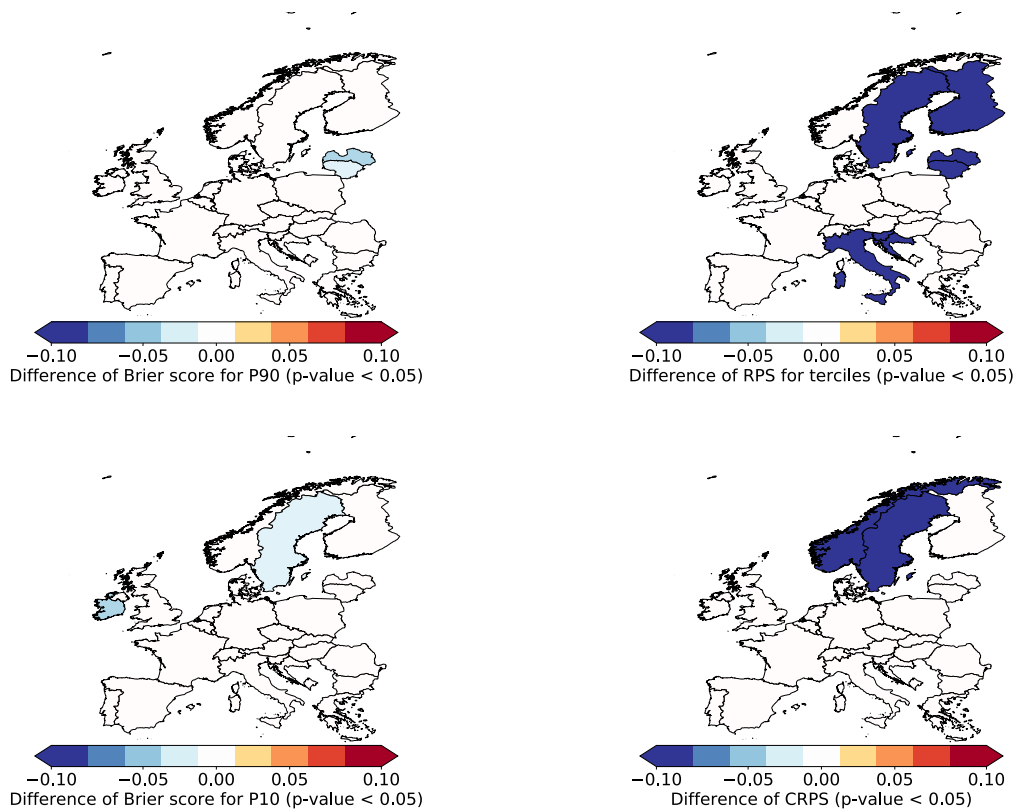 −0.10 −0.05 0.00 0.05 0.10
Difference of Brier score for P90 (p-value < 0.05)
−0.10 −0.05 0.00 0.05 0.10
Difference of RPS for terciles (p-value < 0.05)
−0.10 −0.05 0.00 0.05 0.10
Difference of Brier score for P10 (p-value < 0.05)
−0.10 −0.05 0.00 0.05 0.10
Difference of CRPS (p-value < 0.05)